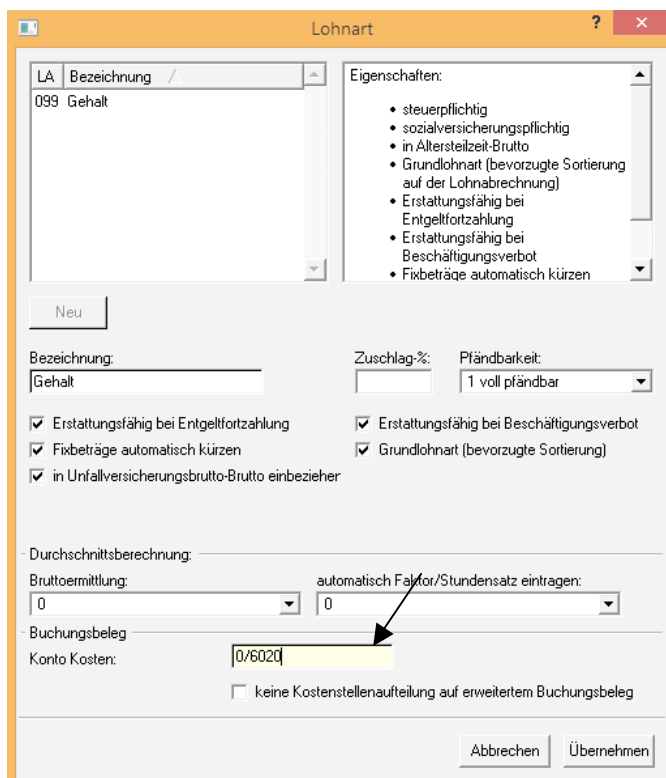 Lohnart
?
LA Bezeichnung
099 Gehalt
Eigenschaften:
• steuerpflichtig
• sozialversicherungspflichtig
• in Altersteilzeit-Brutto
• Grundlohnart (bevorzugte Sortierung
auf der Lohnabrechnung)
• Erstattungsfähig bei
Entgeltfortzahlung
• Erstattungsfähig bei
Beschäftigungsverbot
• Fixbeträge automatisch kürzen
Neu
Bezeichnung: Zuschlag-%: Pfändbarkeit:
Gehalt 1 voll pfändbar
Erstattungsfähig bei Entgeltfortzahlung Erstattungsfähig bei Beschäftigungsverbot
Fixbeträge automatisch kürzen Grundlohnart (bevorzugte Sortierung)
in Unfallversicherungsbrutto-Brutto einbezieher
Durchschnittsberechnung:
Bruttoermittlung: automatisch Faktor/Stundensatz eintragen:
0 0
Buchungsbeleg
Konto Kosten: 0/6020
keine Kostenstellenaufteilung auf erweitertem Buchungsbeleg
Abbrechen Übernehmen